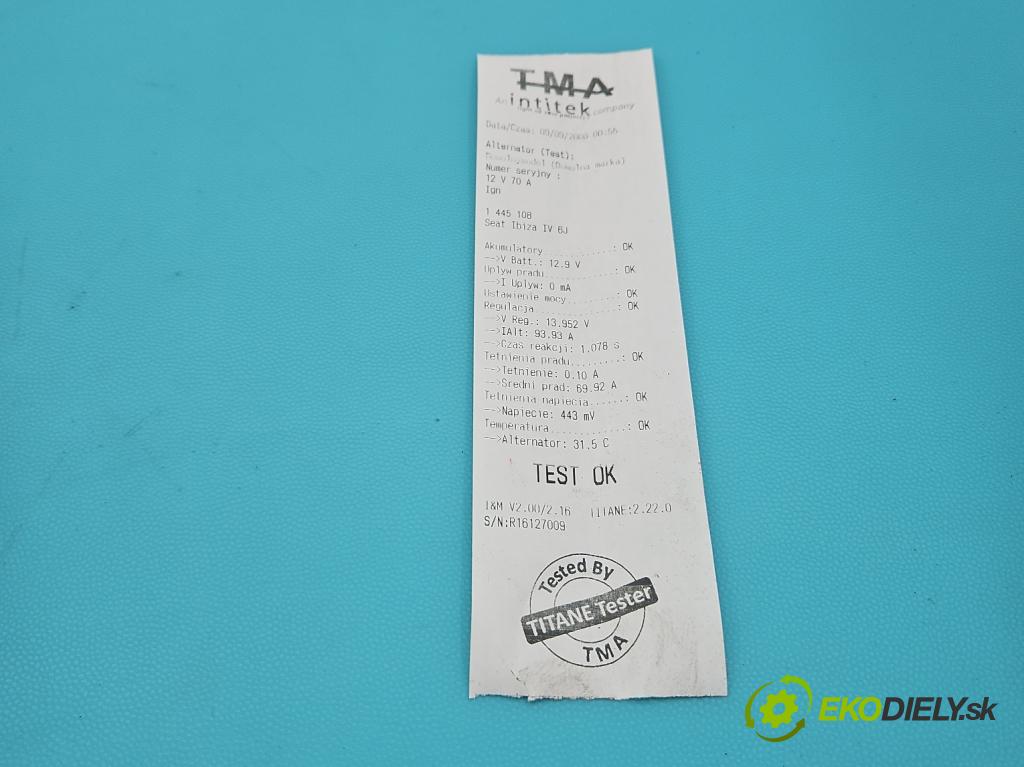 TMA
An intitek company
Data/Czas: 00:56
Alternator (Test):
(Dowolna marka)
Numer seryjny :
12 V 70 A
Ign
1 445 108
Seat Ibiza IV 6J
Akumulatory..........: OK
-->V Batt.: 12.9 V
Uplyw pradu..........: OK
-->I Uplyw: 0 mA
Ustawienie mocy.......: OK
Regulacja............: OK
-->V Reg.: 13.952 V
-->IAlt: 93.93 A
-->Czas reakcji: 1.078 s
Tetnienia pradu........: OK
-->Tetnienie: 0.10 A
-->Sredni prad: 69.92 A
Tetnienia napiecia......: OK
-->Napiecie: 443 mV
Temperatura............: OK
-->Alternator: 31.5 C
TEST OK
I&M V2.00/2.16 TITANE:2.22.0
S/N:R16127009
Tested By
TITANE Tester
TMA
EKODIELY.sk